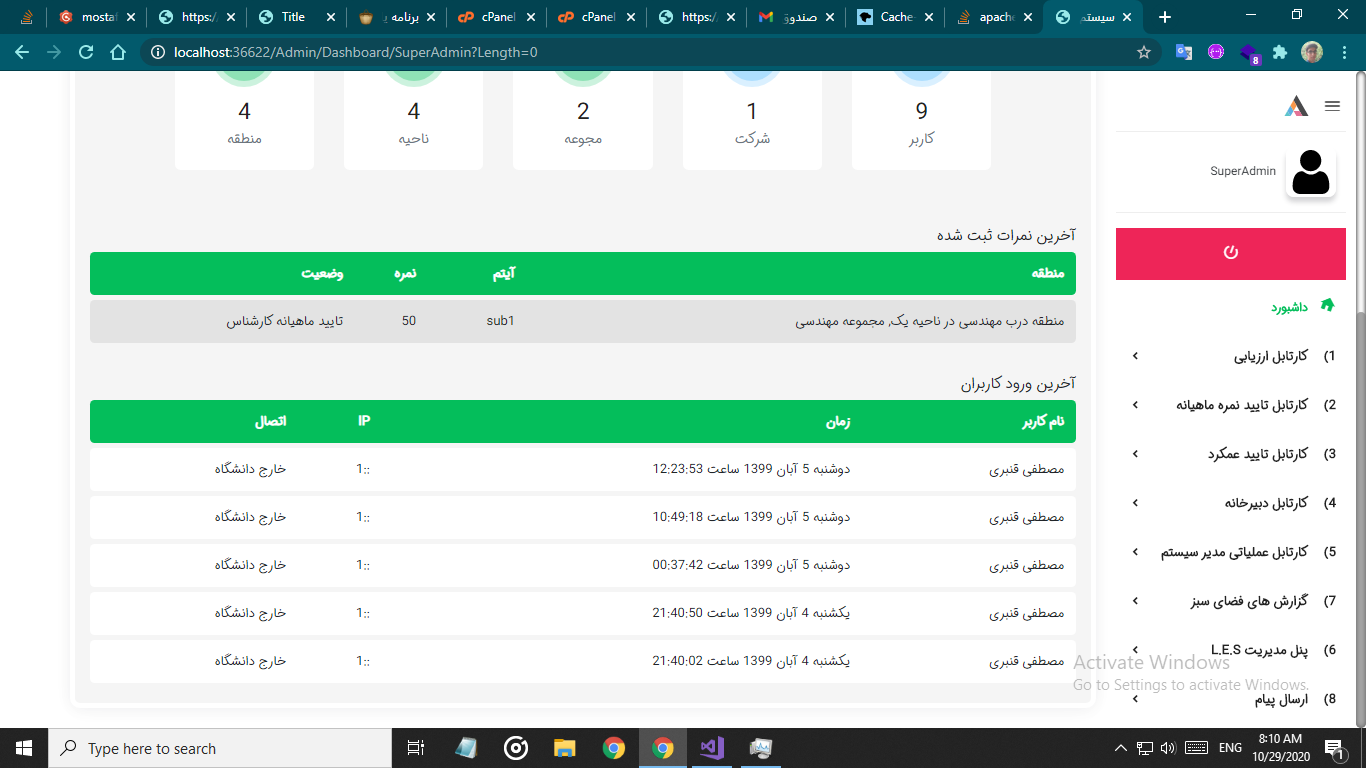 mostaf
https:/
Title
برنامه ی
cPanel
cPanel
https:/
صندوق
Cache-
apache
سیستم
localhost:36622/Admin/Dashboard/SuperAdmin?Length=0
8
9 1 2 4 4
کاربر شرکت مجوعه ناحیه منطقه
SuperAdmin
آخرین نمرات ثبت شده
منطقه آیتم نمره وضعیت
منطقه درب مهندسی در ناحیه یک, مجموعه مهندسی sub1 50 تایید ماهیانه کارشناس
آخرین ورود کاربران
نام کاربر زمان IP اتصال
مصطفی قنبری دوشنبه 5 آبان 1399 ساعت 12:23:53 ::1 خارج دانشگاه
مصطفی قنبری دوشنبه 5 آبان 1399 ساعت 10:49:18 ::1 خارج دانشگاه
مصطفی قنبری دوشنبه 5 آبان 1399 ساعت 00:37:42 ::1 خارج دانشگاه
مصطفی قنبری یکشنبه 4 آبان 1399 ساعت 21:40:50 ::1 خارج دانشگاه
مصطفی قنبری یکشنبه 4 آبان 1399 ساعت 21:40:02 ::1 خارج دانشگاه
داشبورد
1) کارتابل ارزیابی
2) کارتابل تایید نمره ماهیانه
3) کارتابل تایید عمکرد
4) کارتابل دبیرخانه
5) کارتابل عملیاتی مدیر سیستم
7) گزارش های فضای سبز
6) پنل مدیریت L.E.S
8) ارسال پیام
Activate Windows
Go to Settings to activate Windows.
Type here to search
ENG
8:10 AM
10/29/2020
1